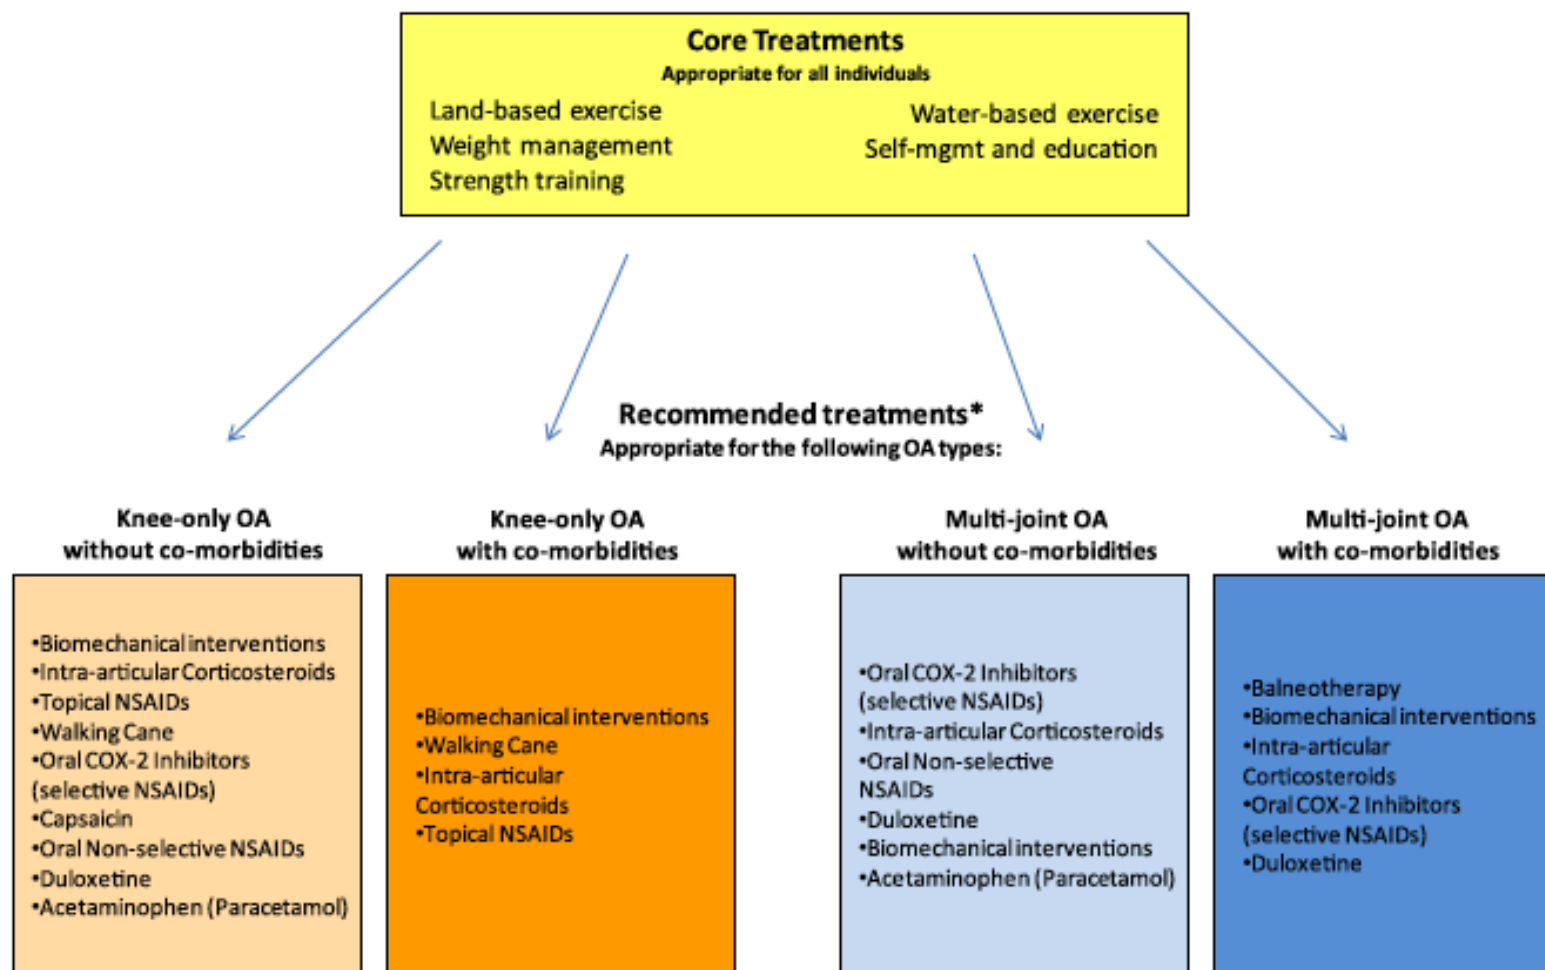 Core Treatments
Appropriate for all individuals
Land-based exercise
Weight management
Strength training
Water-based exercise
Self-mgmt and education
Recommended treatments*
Appropriate for the following OA types:
Knee-only OA
without co-morbidities
•Biomechanical interventions
•Intra-articular Corticosteroids
•Topical NSAIDs
•Walking Cane
•Oral COX-2 Inhibitors
(selective NSAIDs)
•Capsaicin
•Oral Non-selective NSAIDs
•Duloxetine
•Acetaminophen (Paracetamol)
Knee-only OA
with co-morbidities
•Biomechanical interventions
•Walking Cane
•Intra-articular
Corticosteroids
•Topical NSAIDs
Multi-joint OA
without co-morbidities
•Oral COX-2 Inhibitors
(selective NSAIDs)
•Intra-articular Corticosteroids
•Oral Non-selective
NSAIDs
•Duloxetine
•Biomechanical interventions
•Acetaminophen (Paracetamol)
Multi-joint OA
with co-morbidities
•Balneotherapy
•Biomechanical interventions
•Intra-articular
Corticosteroids
•Oral COX-2 Inhibitors
(selective NSAIDs)
•Duloxetine